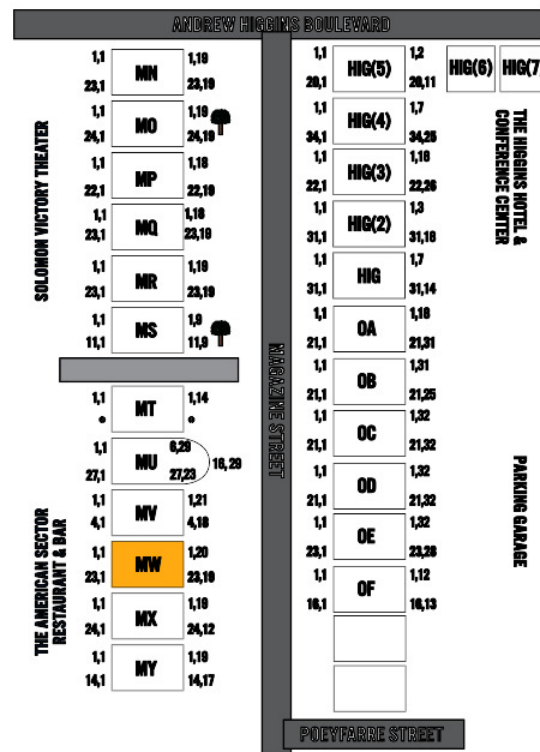 ANDREW HIGGINS BOULEVARD
SOLOMON VICTORY THEATER
1,1 MN 1,19
23,1 23,19
1,1 MO 1,19
24,1 24,19
1,1 MP 1,18
22,1 22,19
1,1 MQ 1,18
23,1 23,19
1,1 MR 1,19
23,1 23,19
1,1 MS 1,9
11,1 11,9
THE AMERICAN SECTOR
RESTAURANT & BAR
1,1 MT 1,14
* *
1,1 MU 6,29
27,1 27,23 16,29
1,1 MV 1,21
4,1 4,18
1,1 MW 1,20
23,1 23,19
1,1 MX 1,19
24,1 24,12
1,1 MY 1,19
14,1 14,17
MAGAZINE STREET
1,1 HIG(5) 1,2
20,1 20,11
HIG(6) HIG(7)
1,1 HIG(4) 1,7
34,1 34,25
1,1 HIG(3) 1,18
22,1 22,26
1,1 HIG(2) 1,3
31,1 31,16
1,1 HIG 1,7
31,1 31,14
1,1 OA 1,18
21,1 21,31
1,1 OB 1,31
21,1 21,25
1,1 OC 1,32
21,1 21,32
1,1 OD 1,32
21,1 21,32
1,1 OE 1,32
23,1 23,28
1,1 OF 1,12
16,1 16,13
THE HIGGINS HOTEL &
CONFERENCE CENTER
PARKING GARAGE
POEYFARRE STREET